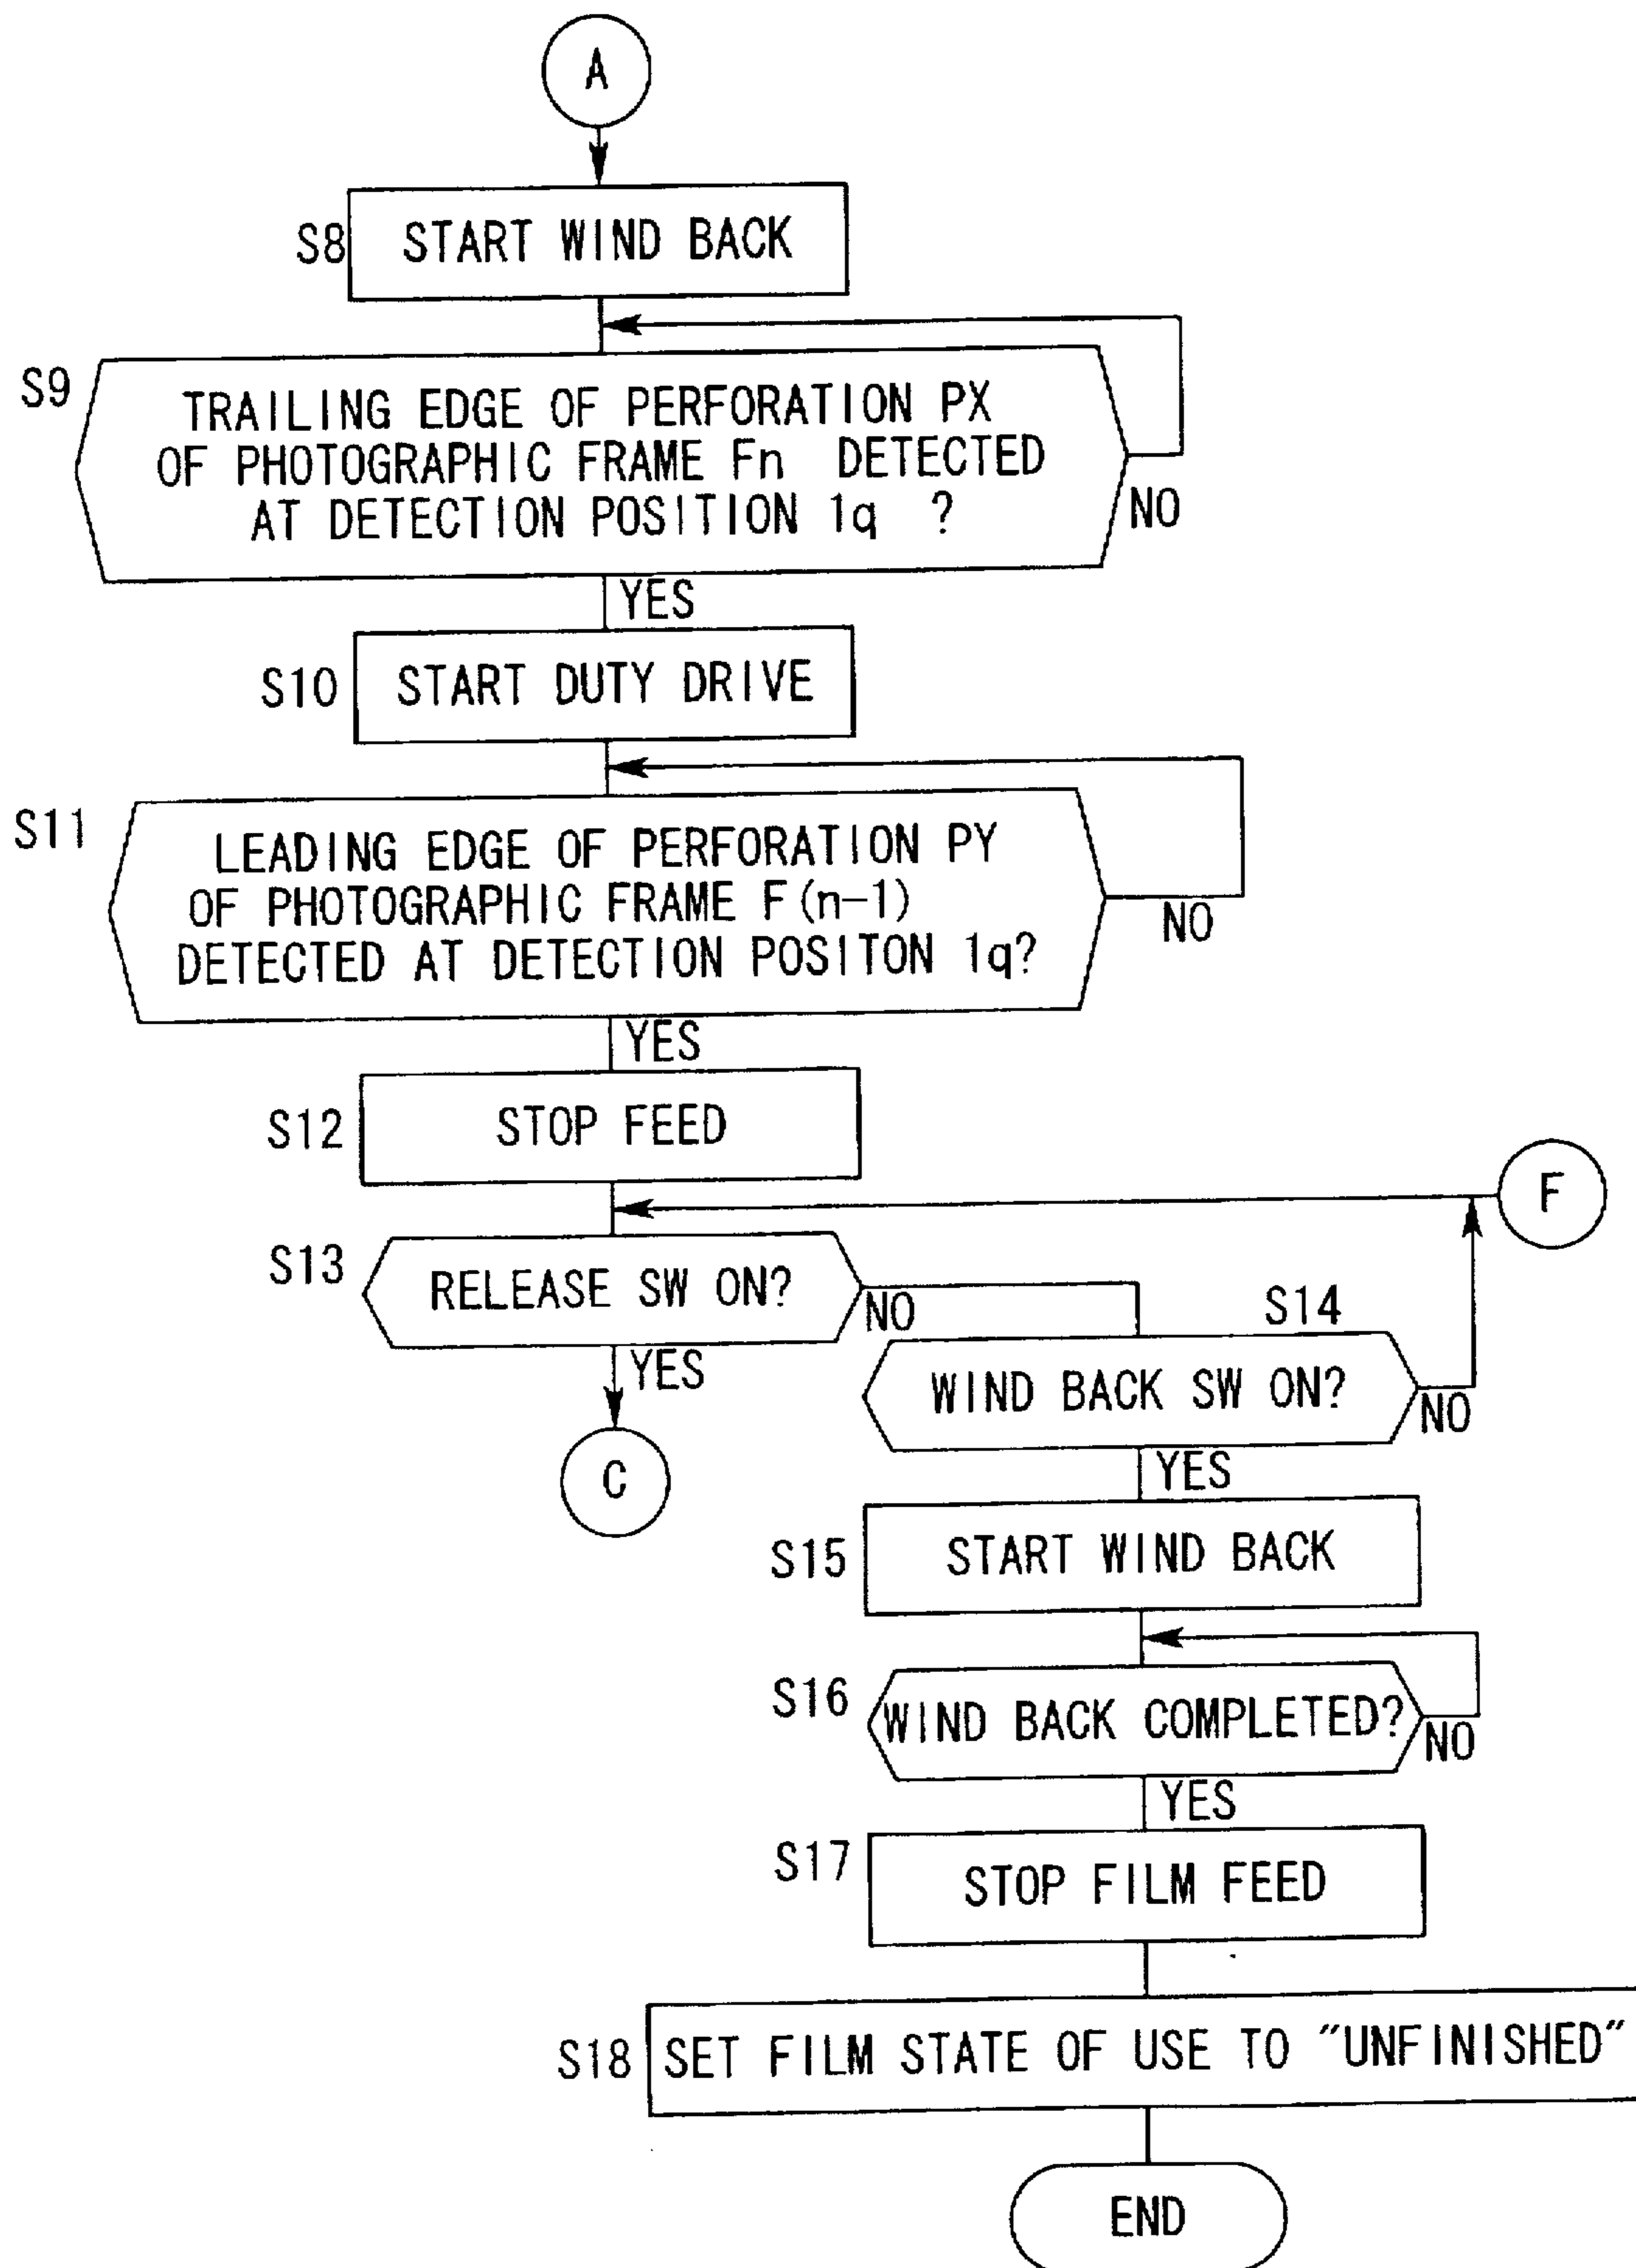 A
S8
START WIND BACK
S9
TRAILING EDGE OF PERFORATION PX
OF PHOTOGRAPHIC FRAME Fn DETECTED
AT DETECTION POSITION 1q ?
NO
YES
S10
START DUTY DRIVE
S11
LEADING EDGE OF PERFORATION PY
OF PHOTOGRAPHIC FRAME F(n-1)
DETECTED AT DETECTION POSITON 1q?
NO
YES
S12
STOP FEED
F
S13
RELEASE SW ON?
NO
YES
C
S14
WIND BACK SW ON?
NO
YES
S15
START WIND BACK
S16
WIND BACK COMPLETED?
NO
YES
S17
STOP FILM FEED
S18
SET FILM STATE OF USE TO "UNFINISHED"
END